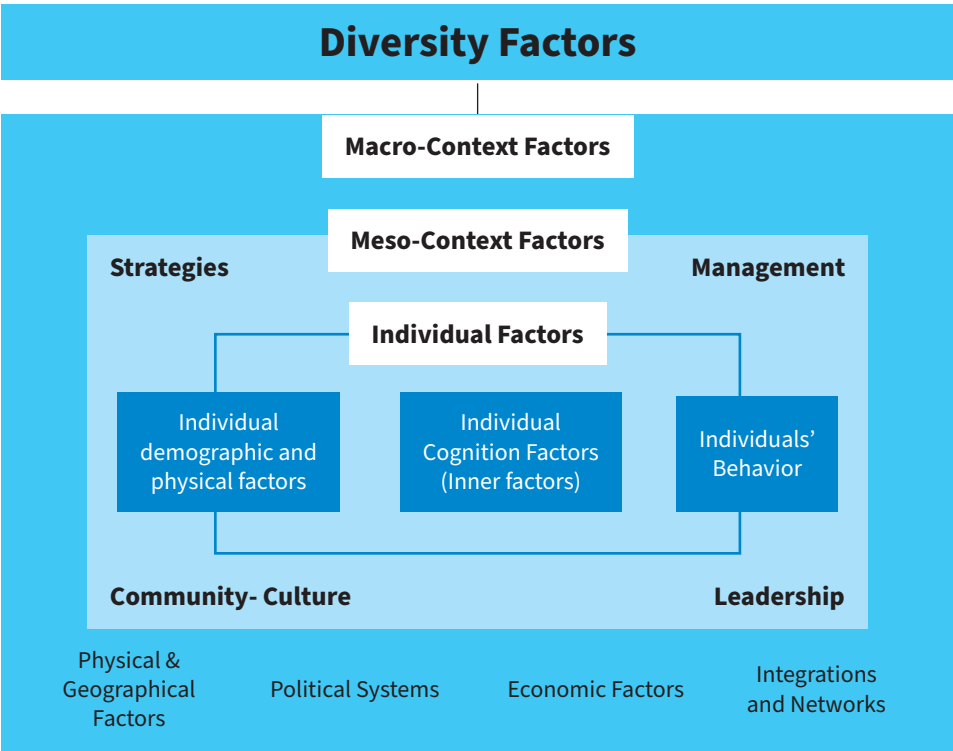 Diversity Factors
Macro-Context Factors
Meso-Context Factors
Strategies
Management
Individual Factors
Individual
demographic and
physical factors
Individual
Cognition Factors
(Inner factors)
Individuals’
Behavior
Community- Culture
Leadership
Physical &
Geographical
Factors
Political Systems
Economic Factors
Integrations
and Networks